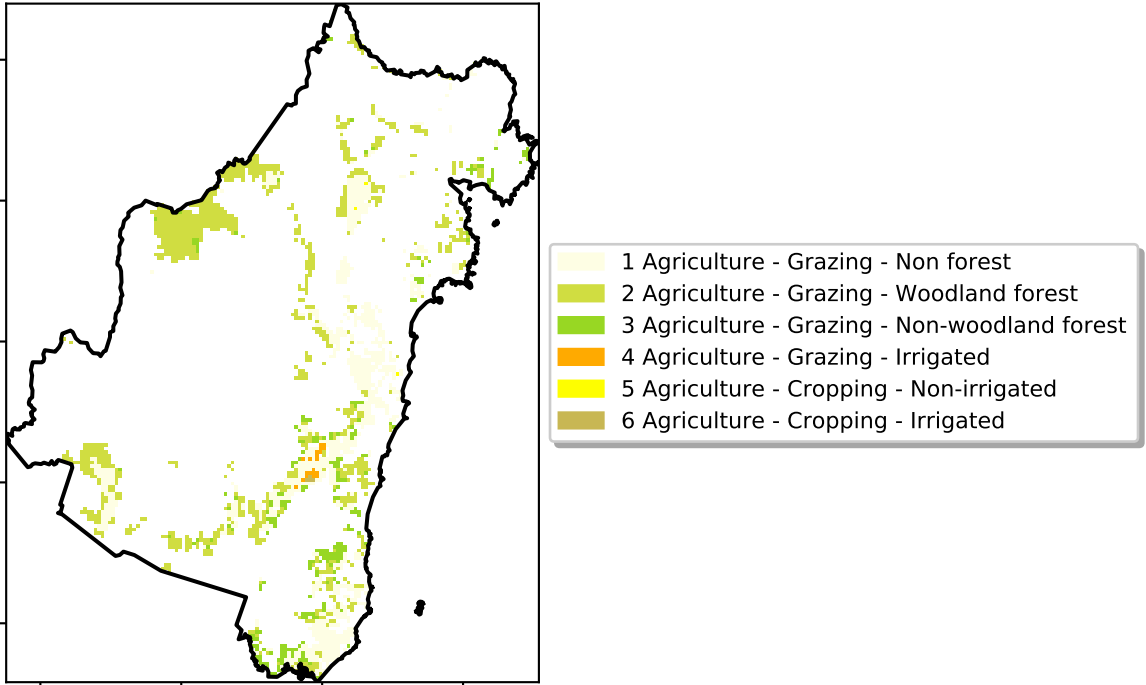 1 Agriculture - Grazing - Non forest
2 Agriculture - Grazing - Woodland forest
3 Agriculture - Grazing - Non-woodland forest
4 Agriculture - Grazing - Irrigated
5 Agriculture - Cropping - Non-irrigated
6 Agriculture - Cropping - Irrigated